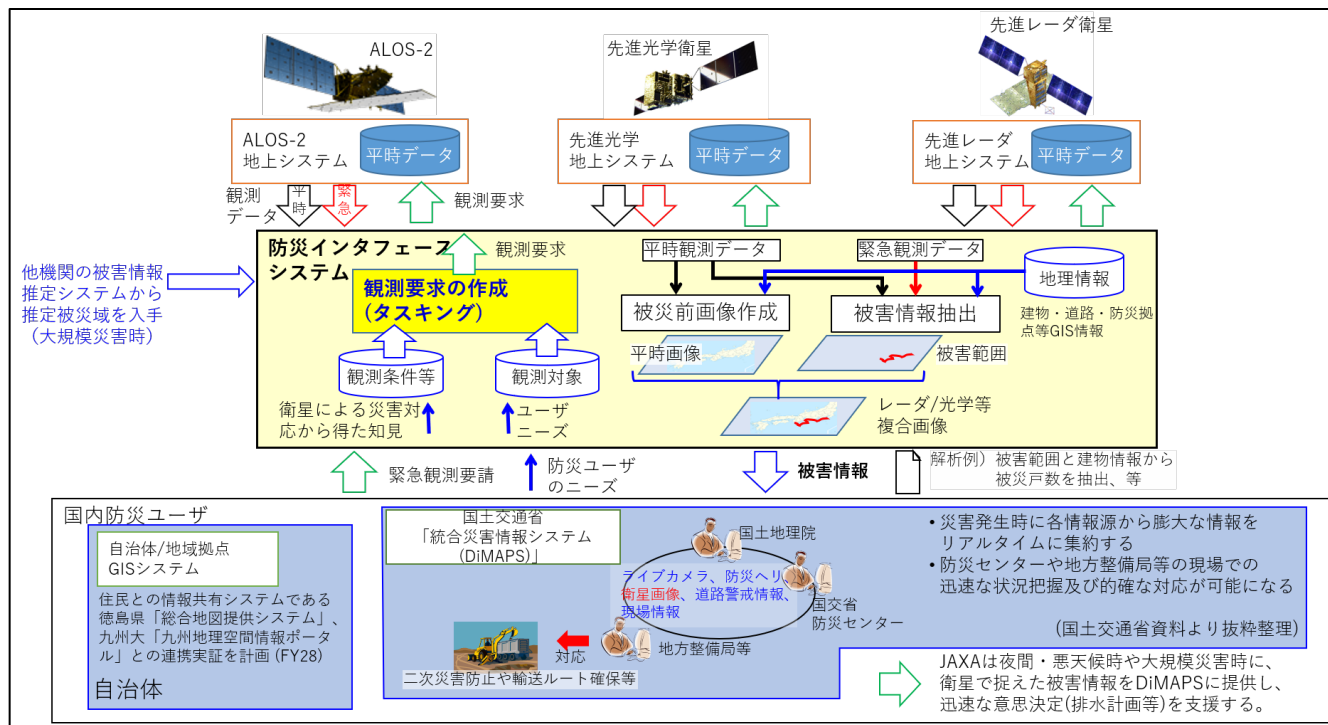 ALOS-2
先進光学衛星
先進レーダ衛星
ALOS-2
地上システム
平時データ
先進光学
地上システム
平時データ
先進レーダ
地上システム
平時データ
観測
データ
平時
緊急
観測要求
防災インタフェース
システム
観測要求
平時観測データ
緊急観測データ
地理情報
他機関の被害情報
推定システムから
推定被災域を入手
(大規模災害時)
観測要求の作成
(タスキング)
被災前画像作成
被害情報抽出
建物・道路・防災拠
点等GIS情報
平時画像
被害範囲
観測条件等
観測対象
衛星による災害対
応から得た知見
ユーザ
ニーズ
レーダ/光学等
複合画像
緊急観測要請
防災ユーザ
のニーズ
被害情報
解析例）被害範囲と建物情報から
被災戸数を抽出、等
国内防災ユーザ
自治体/地域拠点
GISシステム
住民との情報共有システムである
徳島県「総合地図提供システム」、
九州大「九州地理空間情報ポータ
ル」との連携実証を計画 (FY28)
自治体
国土交通省
「統合災害情報システム
(DiMAPS)」
国土地理院
ライブカメラ、防災ヘリ
衛星画像、道路警戒情報、
現場情報
国交省
防災センター
対応
地方整備局等
二次災害防止や輸送ルート確保等
• 災害発生時に各情報源から膨大な情報を
リアルタイムに集約する
• 防災センターや地方整備局等の現場での
迅速な状況把握及び的確な対応が可能になる
(国土交通省資料より抜粋整理)
JAXAは夜間・悪天候時や大規模災害時に、
衛星で捉えた被害情報をDiMAPSに提供し、
迅速な意思決定(排水計画等)を支援する。